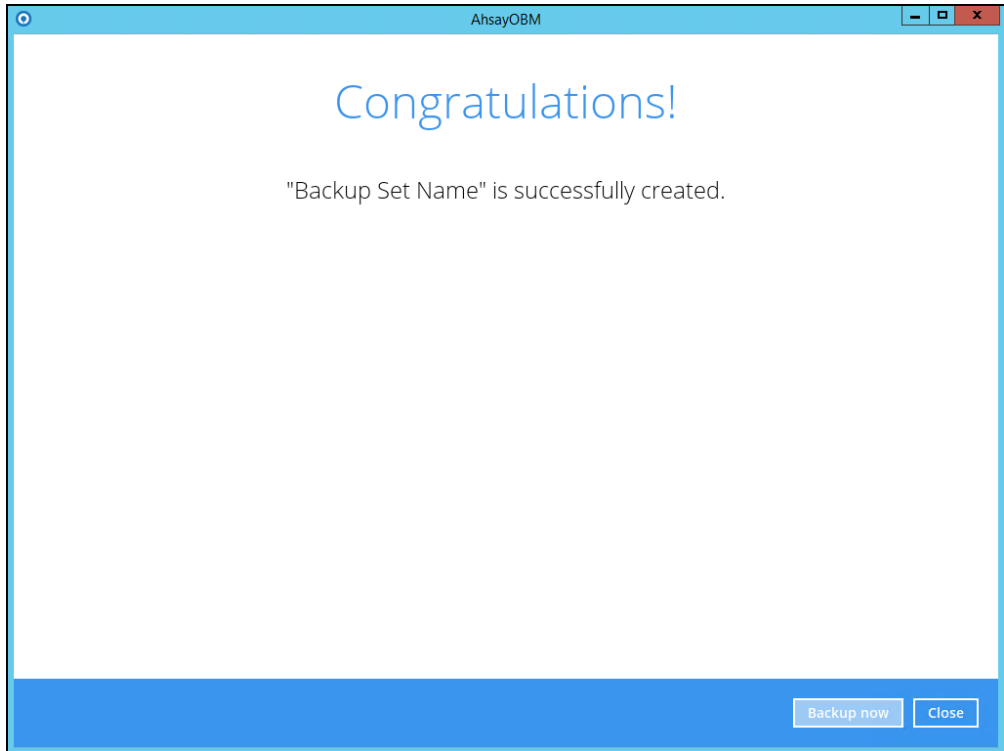 AhsayOBM
Congratulations!
"Backup Set Name" is successfully created.
Backup now
Close